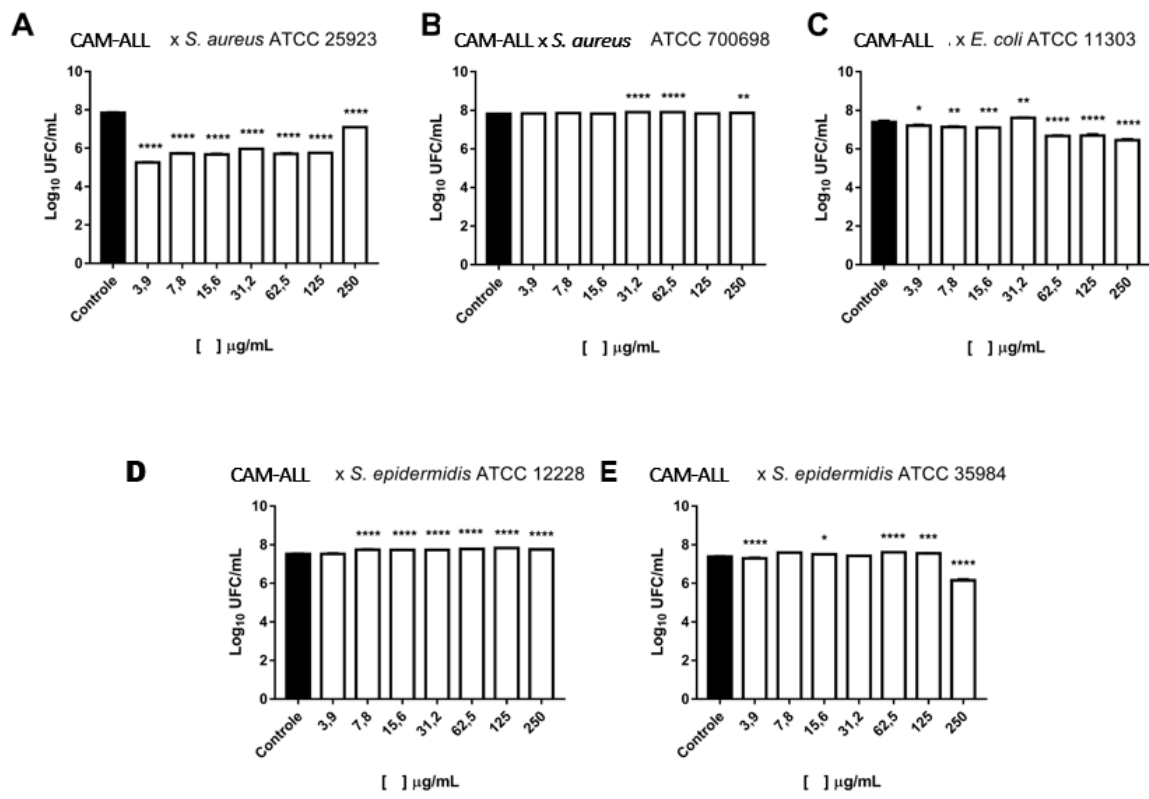 A CAM-ALL x S. aureus ATCC 25923
Log10 UFC/mL
10
8
6
4
2
0
**** **** **** **** **** **** ****
Controle 3,9 7,8 15,6 31,2 62,5 125 250
[ ] μg/mL
B CAM-ALL x S. aureus ATCC 700698
Log10 UFC/mL
10
8
6
4
2
0
**** **** **
Controle 3,9 7,8 15,6 31,2 62,5 125 250
[ ] μg/mL
C CAM-ALL x E. coli ATCC 11303
Log10 UFC/mL
10
8
6
4
2
0
* ** *** ** **** **** ****
Controle 3,9 7,8 15,6 31,2 62,5 125 250
[ ] μg/mL
D CAM-ALL x S. epidermidis ATCC 12228
Log10 UFC/mL
10
8
6
4
2
0
**** **** **** **** **** ****
Controle 3,9 7,8 15,6 31,2 62,5 125 250
[ ] μg/mL
E CAM-ALL x S. epidermidis ATCC 35984
Log10 UFC/mL
10
8
6
4
2
0
**** * **** *** ****
Controle 3,9 7,8 15,6 31,2 62,5 125 250
[ ] μg/mL